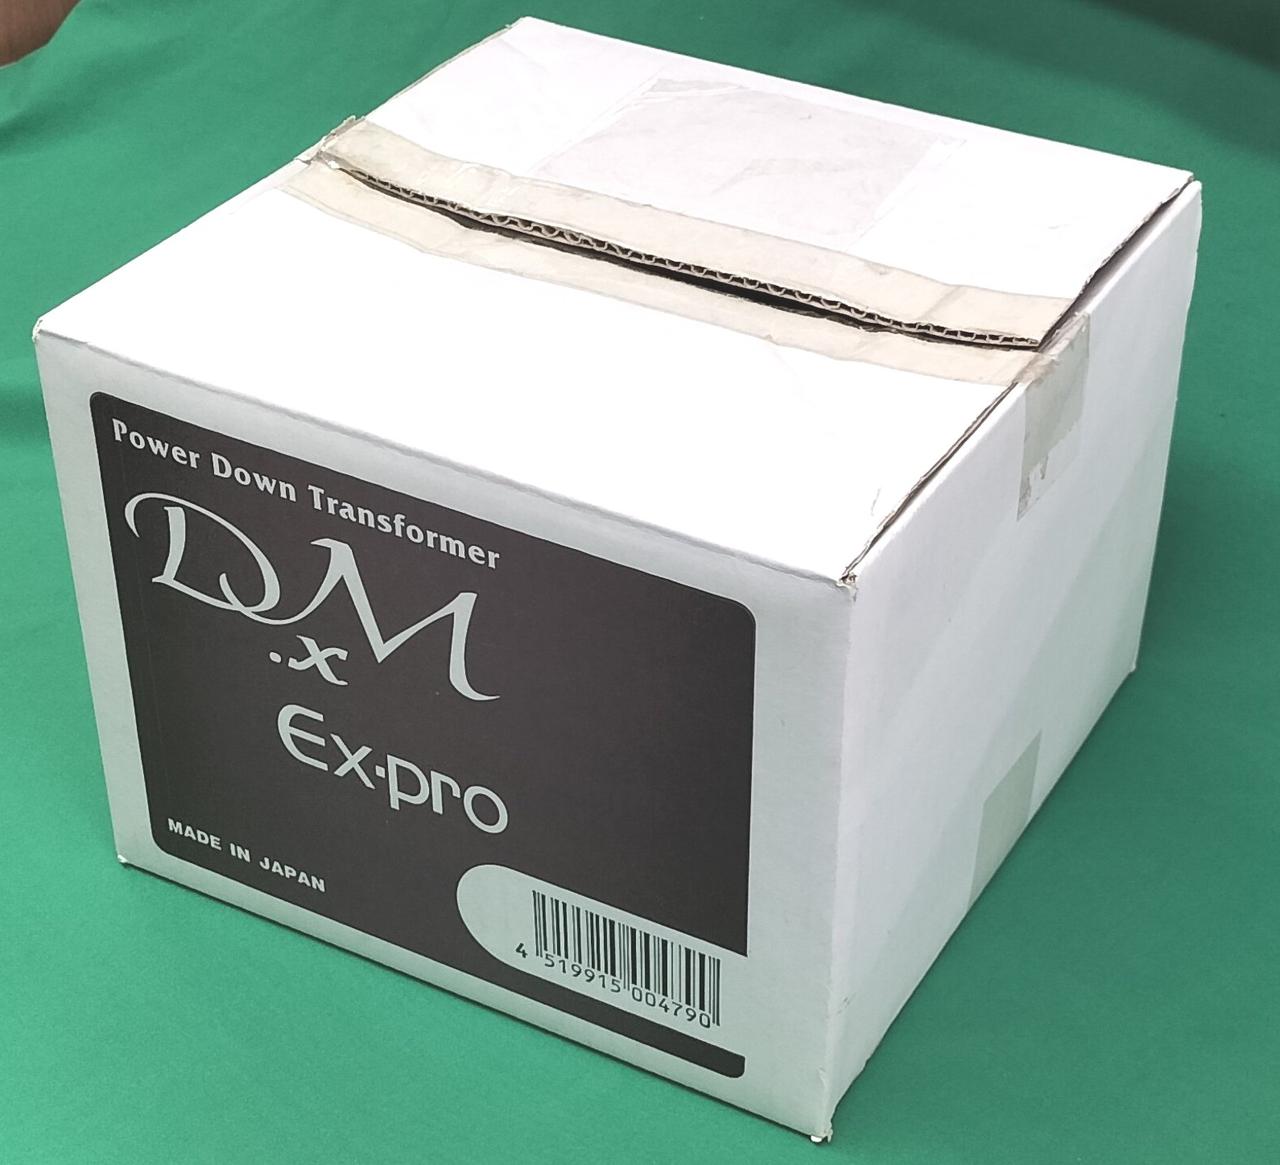 Power Down Transformer
DM
.x
Ex·pro
MADE IN JAPAN
4 519915 004790